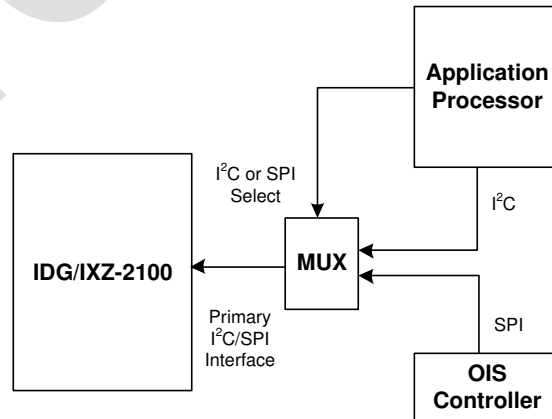 Application
Processor
I²C or SPI
Select
I²C
IDG/IXZ-2100
MUX
Primary
I²C/SPI
Interface
SPI
OIS
Controller